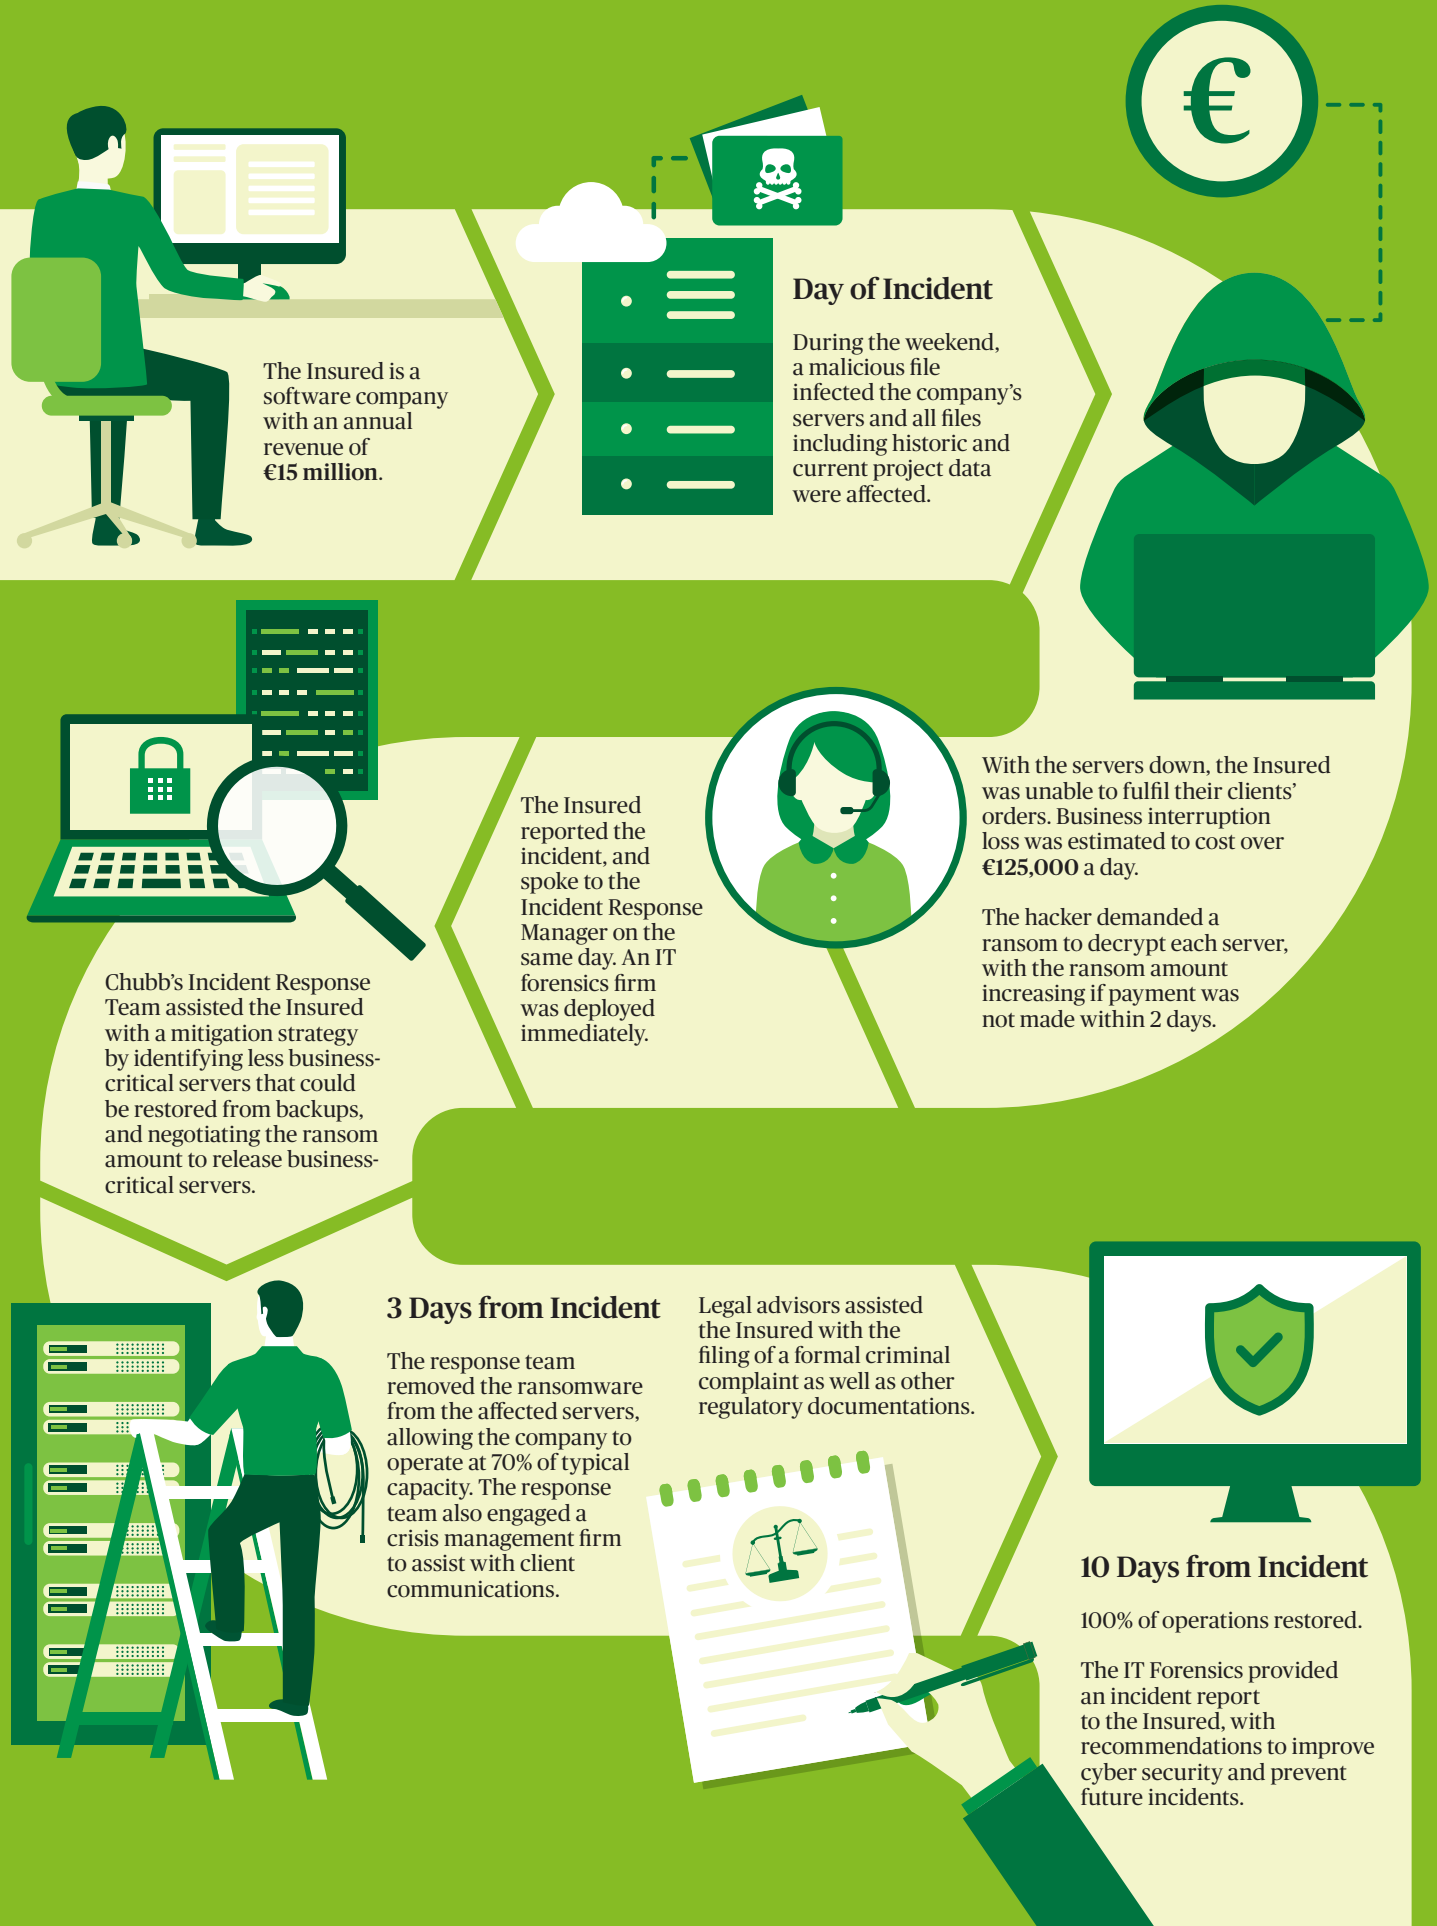 €
The Insured is a
software company
with an annual
revenue of
€15 million.
Day of Incident
During the weekend,
a malicious file
infected the company’s
servers and all files
including historic and
current project data
were affected.
With the servers down, the Insured
was unable to fulfil their clients’
orders. Business interruption
loss was estimated to cost over
€125,000 a day.
The hacker demanded a
ransom to decrypt each server,
with the ransom amount
increasing if payment was
not made within 2 days.
The Insured
reported the
incident, and
spoke to the
Incident Response
Manager on the
same day. An IT
forensics firm
was deployed
immediately.
Chubb’s Incident Response
Team assisted the Insured
with a mitigation strategy
by identifying less business-
critical servers that could
be restored from backups,
and negotiating the ransom
amount to release business-
critical servers.
3 Days from Incident
The response team
removed the ransomware
from the affected servers,
allowing the company to
operate at 70% of typical
capacity. The response
team also engaged a
crisis management firm
to assist with client
communications.
Legal advisors assisted
the Insured with the
filing of a formal criminal
complaint as well as other
regulatory documentations.
10 Days from Incident
100% of operations restored.
The IT Forensics provided
an incident report
to the Insured, with
recommendations to improve
cyber security and prevent
future incidents.